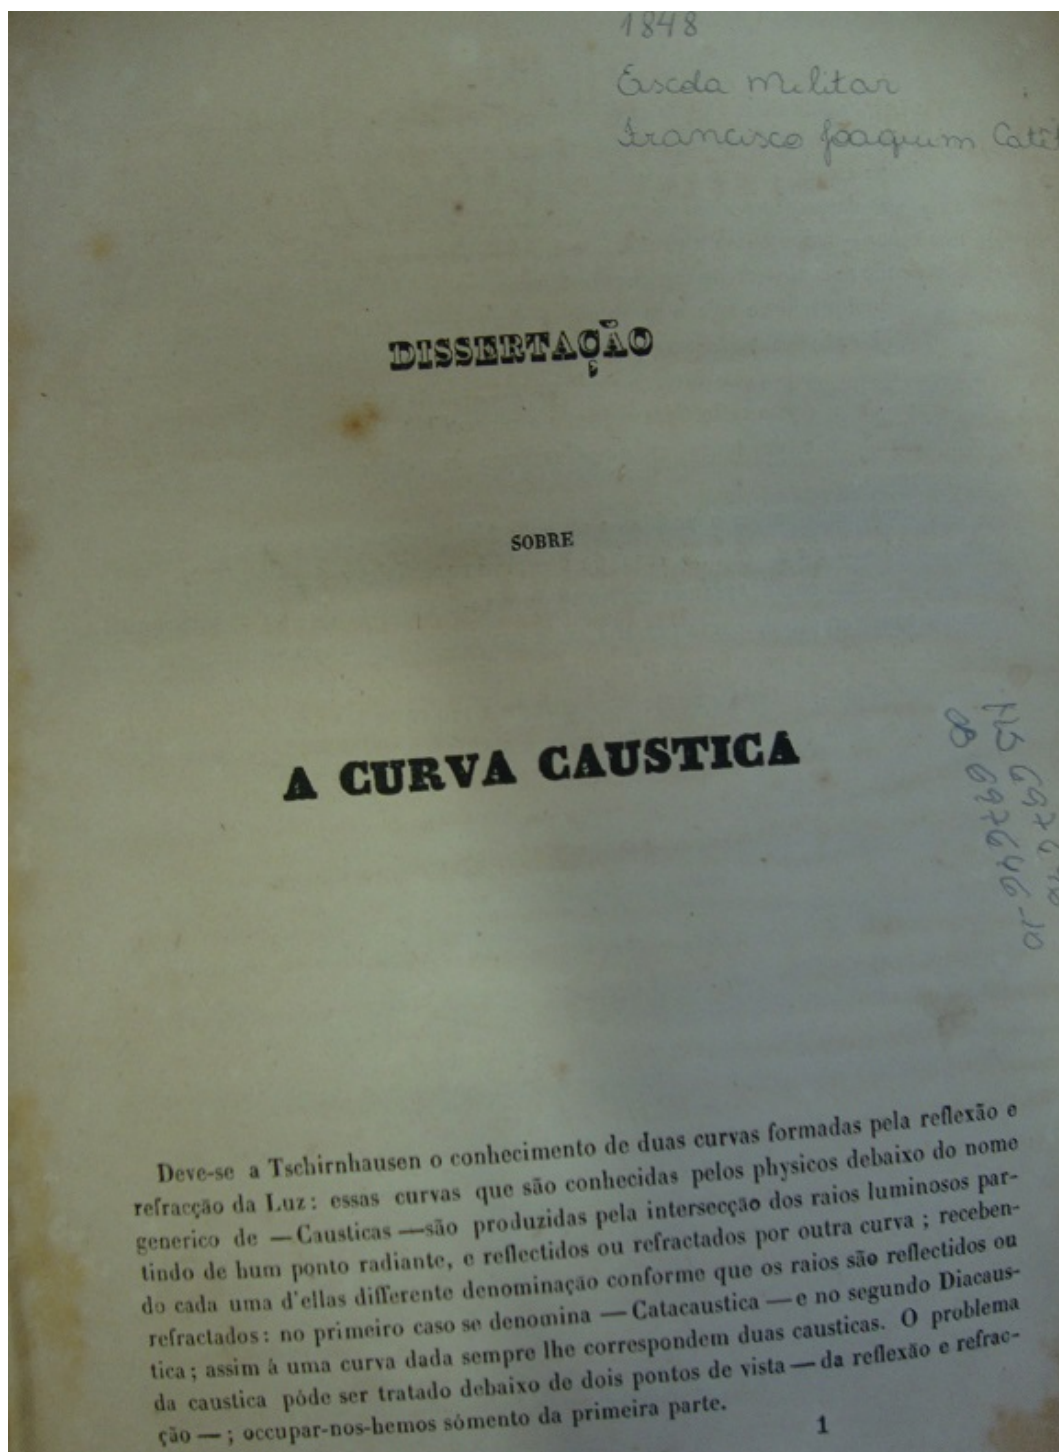 1848
Escola Militar
Francisco Joaquim
DISSERTAÇÃO
SOBRE
A CURVA CAUSTICA
Deve-se a Tschirnhausen o conhecimento de duas curvas formadas pela reflexão e
refracção da Luz: essas curvas que são conhecidas pelos physicos debaixo do nome
generico de —Causticas —são produzidas pela intersecção dos raios luminosos par-
tindo de hum ponto radiante, e reflectidos ou refractados por outra curva; receben-
do cada uma d'ellas differente denominação conforme que os raios são reflectidos ou
refractados: no primeiro caso se denomina —Catacaustica —e no segundo Diacaus-
tica; assim á uma curva dada sempre lhe correspondem duas causticas. O problema
da caustica póde ser tratado debaixo de dois pontos de vista — da reflexão e refrac-
ção —; occupar-nos-hemos sómento da primeira parte.
1